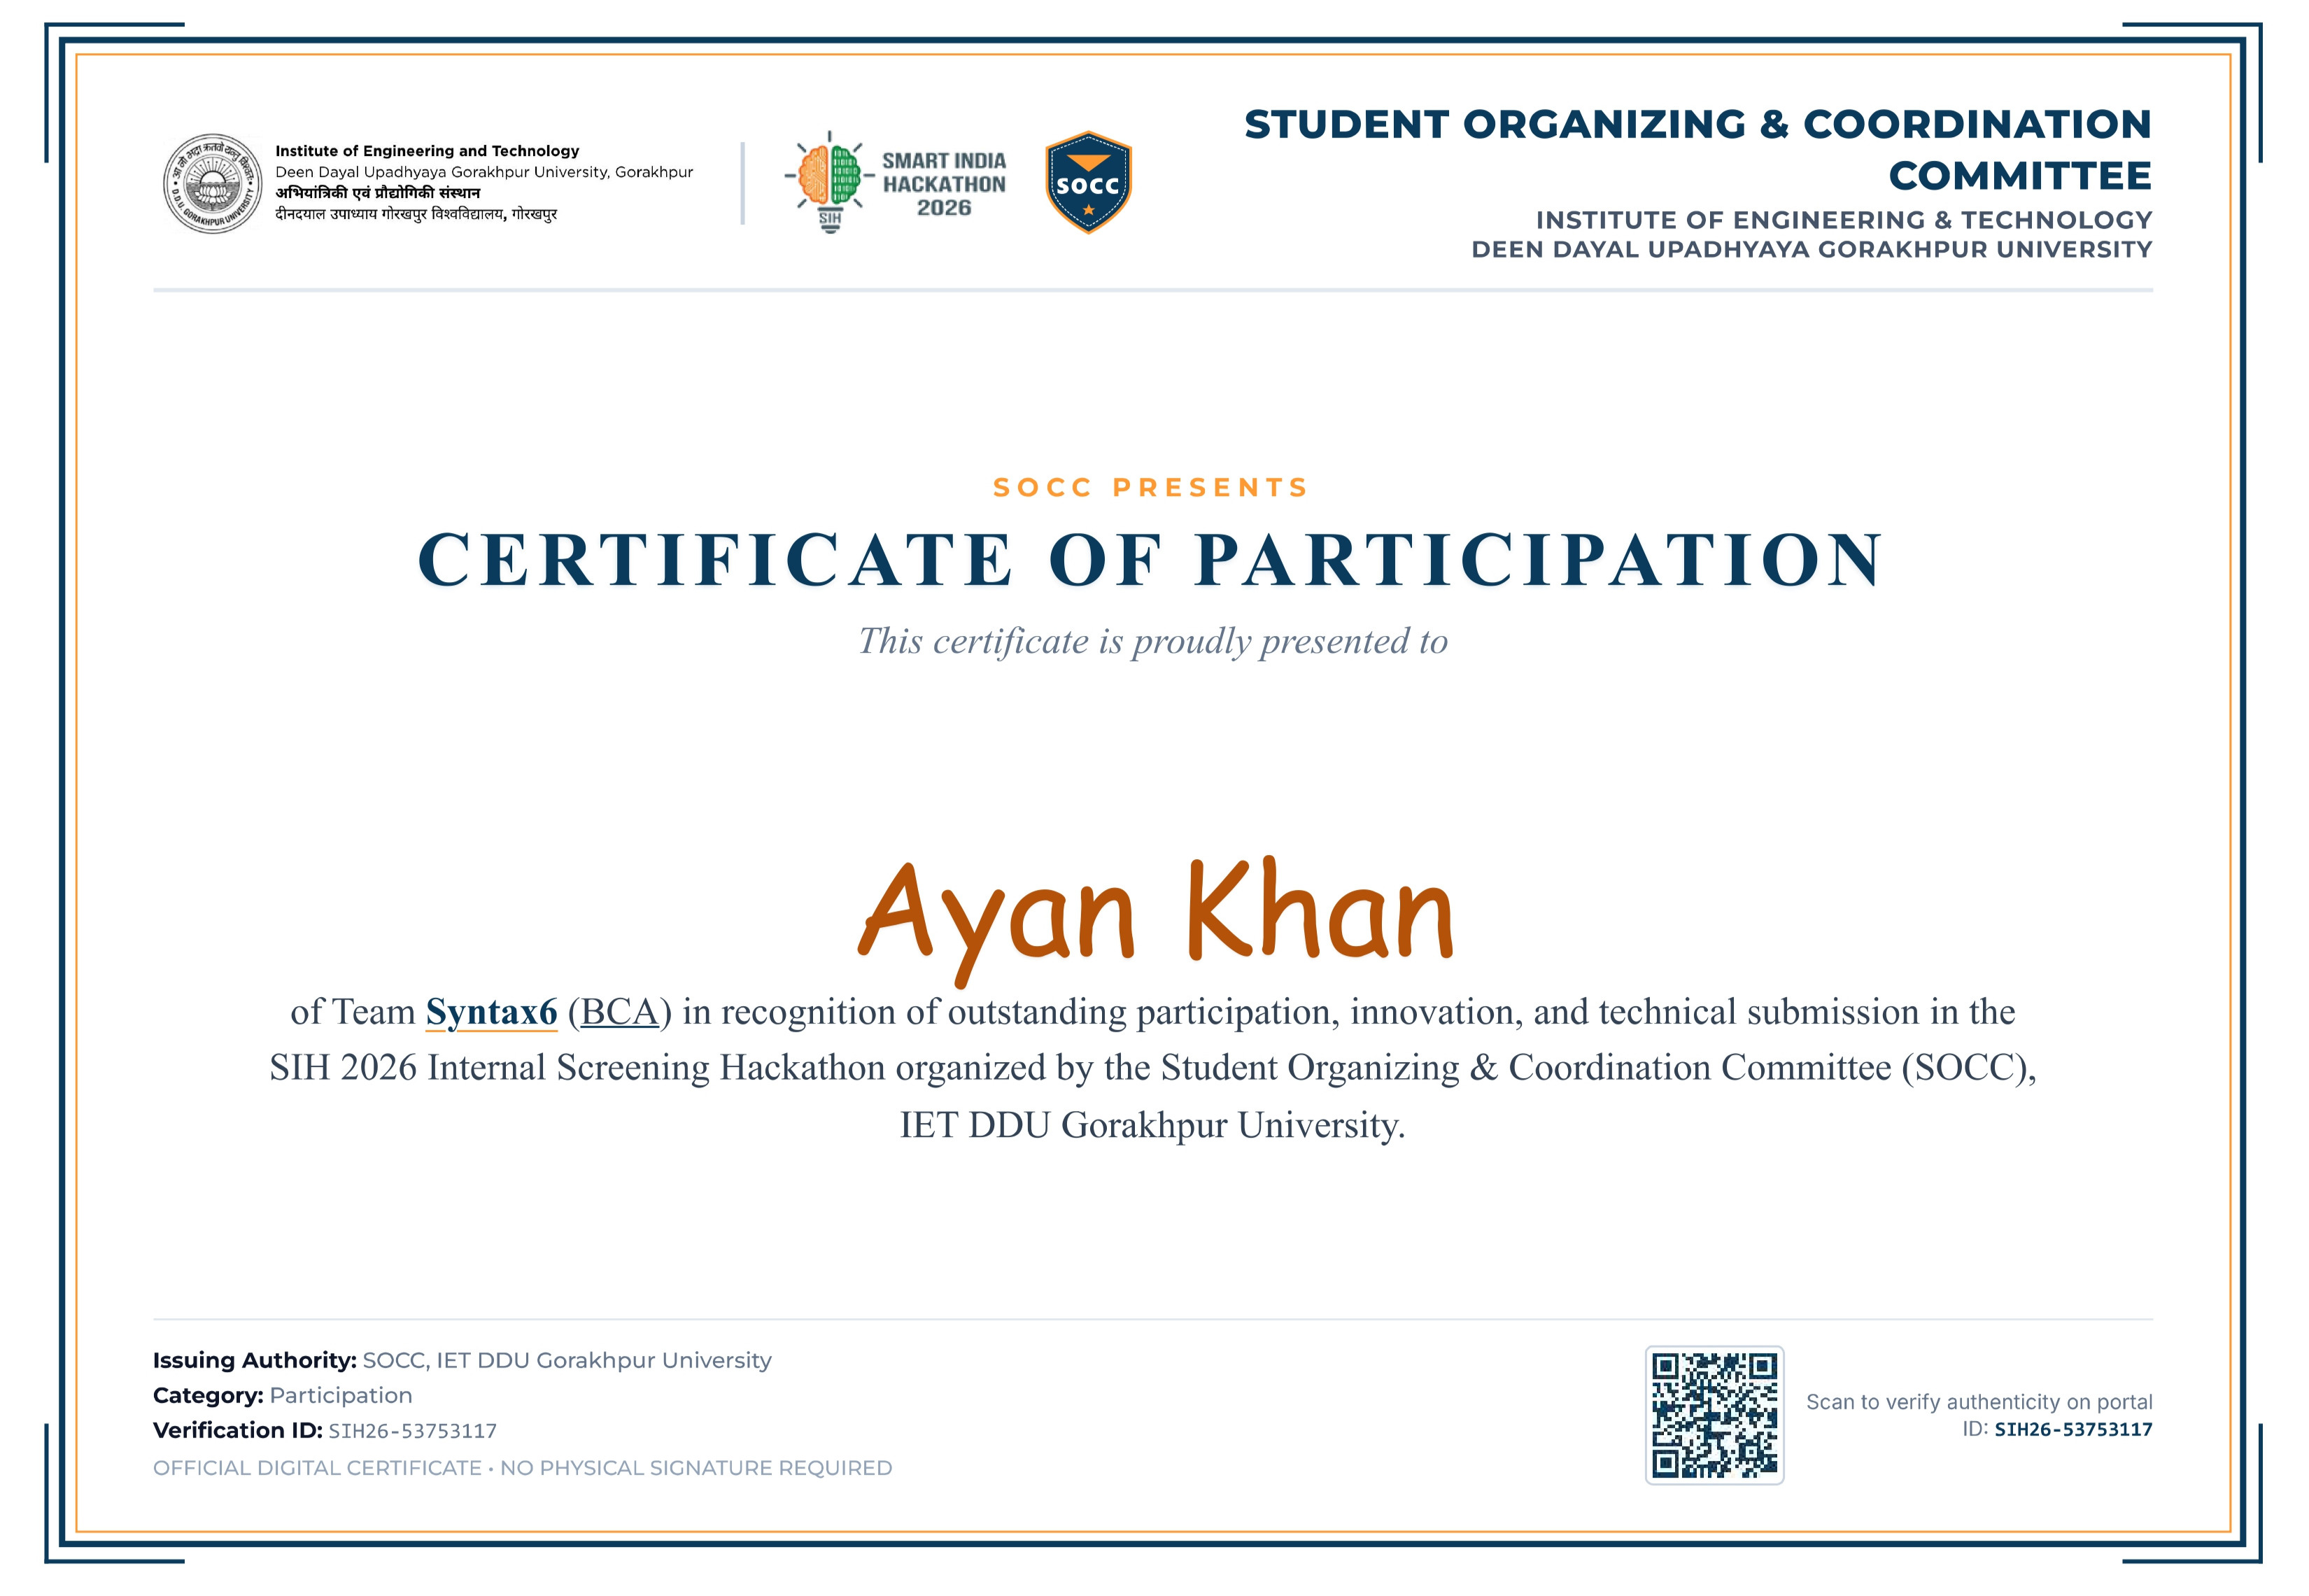 Institute of Engineering and Technology
Deen Dayal Upadhyaya Gorakhpur University, Gorakhpur
अभियांत्रिकी एवं प्रौद्योगिकी संस्थान
दीनदयाल उपाध्याय गोरखपुर विश्वविद्यालय, गोरखपुर
D.D.U. GORAKHPUR UNIVERSITY
SIH
SMART INDIA
HACKATHON
2026
SOCC
STUDENT ORGANIZING & COORDINATION
COMMITTEE
INSTITUTE OF ENGINEERING & TECHNOLOGY
DEEN DAYAL UPADHYAYA GORAKHPUR UNIVERSITY
SOCC PRESENTS
CERTIFICATE OF PARTICIPATION
This certificate is proudly presented to
Ayan Khan
of Team Syntax6 (BCA) in recognition of outstanding participation, innovation, and technical submission in the
SIH 2026 Internal Screening Hackathon organized by the Student Organizing & Coordination Committee (SOCC),
IET DDU Gorakhpur University.
Issuing Authority: SOCC, IET DDU Gorakhpur University
Category: Participation
Verification ID: SIH26-53753117
OFFICIAL DIGITAL CERTIFICATE • NO PHYSICAL SIGNATURE REQUIRED
Scan to verify authenticity on portal
ID: SIH26-53753117